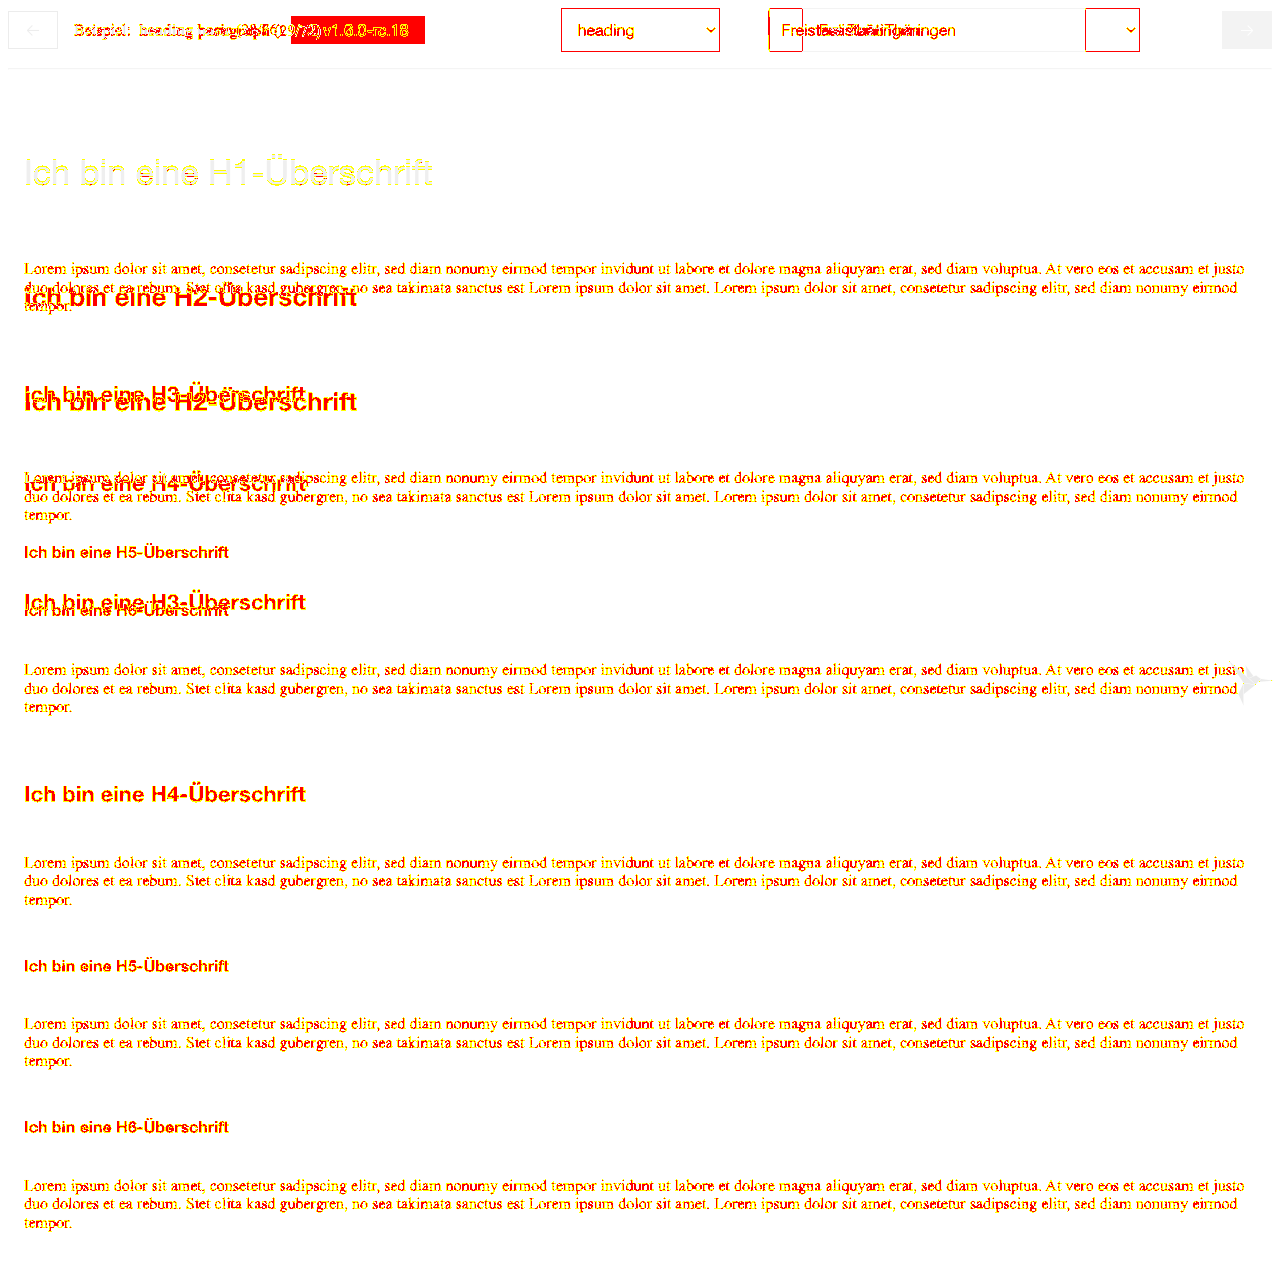 Beispiel: heading paragraph (29/72) v1.0.0-rc.18
heading
Freistaat Thüringen
Ich bin eine H1-Überschrift
Lorem ipsum dolor sit amet, consetetur sadipscing elitr, sed diam nonumy eirmod tempor invidunt ut labore et dolore magna aliquyam erat, sed diam voluptua. At vero eos et accusam et justo
duo dolores et ea rebum. Stet clita kasd gubergren, no sea takimata sanctus est Lorem ipsum dolor sit amet. Lorem ipsum dolor sit amet, consetetur sadipscing elitr, sed diam nonumy eirmod
tempor.
Ich bin eine H2-Überschrift
Ich bin eine H3-Überschrift
Ich bin eine H2-Überschrift
Lorem ipsum dolor sit amet, consetetur sadipscing elitr, sed diam nonumy eirmod tempor invidunt ut labore et dolore magna aliquyam erat, sed diam voluptua. At vero eos et accusam et justo
Ich bin eine H4-Überschrift
duo dolores et ea rebum. Stet clita kasd gubergren, no sea takimata sanctus est Lorem ipsum dolor sit amet. Lorem ipsum dolor sit amet, consetetur sadipscing elitr, sed diam nonumy eirmod
tempor.
Ich bin eine H5-Überschrift
Ich bin eine H3-Überschrift
Ich bin eine H6-Überschrift
Lorem ipsum dolor sit amet, consetetur sadipscing elitr, sed diam nonumy eirmod tempor invidunt ut labore et dolore magna aliquyam erat, sed diam voluptua. At vero eos et accusam et justo
duo dolores et ea rebum. Stet clita kasd gubergren, no sea takimata sanctus est Lorem ipsum dolor sit amet. Lorem ipsum dolor sit amet, consetetur sadipscing elitr, sed diam nonumy eirmod
tempor.
Ich bin eine H4-Überschrift
Lorem ipsum dolor sit amet, consetetur sadipscing elitr, sed diam nonumy eirmod tempor invidunt ut labore et dolore magna aliquyam erat, sed diam voluptua. At vero eos et accusam et justo
duo dolores et ea rebum. Stet clita kasd gubergren, no sea takimata sanctus est Lorem ipsum dolor sit amet. Lorem ipsum dolor sit amet, consetetur sadipscing elitr, sed diam nonumy eirmod
tempor.
Ich bin eine H5-Überschrift
Lorem ipsum dolor sit amet, consetetur sadipscing elitr, sed diam nonumy eirmod tempor invidunt ut labore et dolore magna aliquyam erat, sed diam voluptua. At vero eos et accusam et justo
duo dolores et ea rebum. Stet clita kasd gubergren, no sea takimata sanctus est Lorem ipsum dolor sit amet. Lorem ipsum dolor sit amet, consetetur sadipscing elitr, sed diam nonumy eirmod
tempor.
Ich bin eine H6-Überschrift
Lorem ipsum dolor sit amet, consetetur sadipscing elitr, sed diam nonumy eirmod tempor invidunt ut labore et dolore magna aliquyam erat, sed diam voluptua. At vero eos et accusam et justo
duo dolores et ea rebum. Stet clita kasd gubergren, no sea takimata sanctus est Lorem ipsum dolor sit amet. Lorem ipsum dolor sit amet, consetetur sadipscing elitr, sed diam nonumy eirmod
tempor.